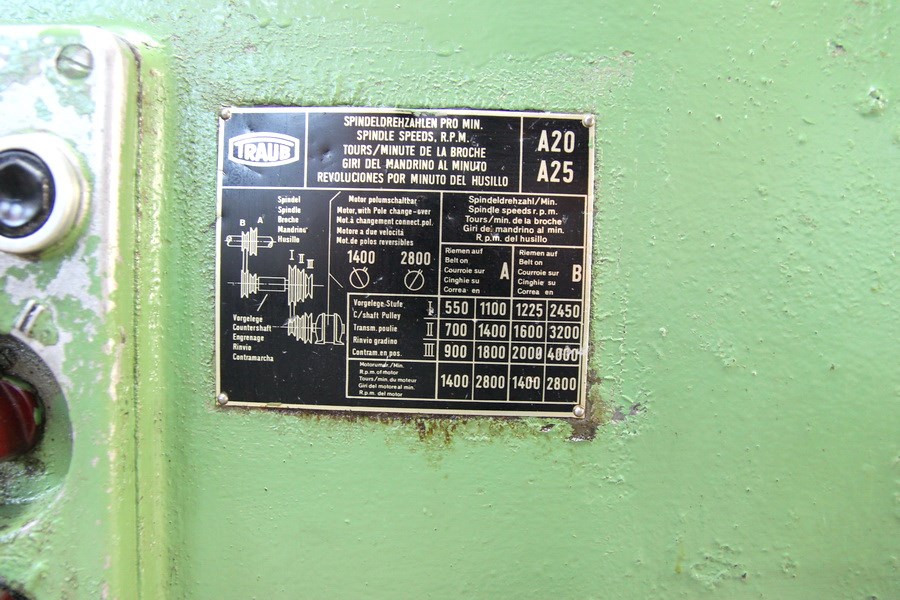 TRAUB
SPINDELDREHZAHLEN PRO MIN.
SPINDLE SPEEDS, R.P.M.
TOURS/MINUTE DE LA BROCHE
GIRI DEL MANDRINO AL MINUTO
REVOLUCIONES POR MINUTO DEL HUSILLO
A20
A25
B A
Spindel
Spindle
Broche
Mandrino
Husillo
I II III
Vorgelege
Countershaft
Engrenage
Rinvio
Contramarcha
Motor polumschaltbar
Motor, with Pole change-over
Mot. à changement connect. pol.
Motore a due velocità
Mot. de polos reversibles
1400 2800
Spindeldrehzahl/Min.
Spindle speeds r.p.m.
Tours/min. de la broche
Giri del mandrino al min.
R.p.m. del husillo
Riemen auf
Belt on
Courroie sur
Cinghie su
Correa en
A
Riemen auf
Belt on
Courroie sur
Cinghie su
Correa en
B
Vorgelege-Stufe
C/shaft Pulley
Transm. poulie
Rinvio gradino
Contram. en pos.
I 550 1100 1225 2450
II 700 1400 1600 3200
III 900 1800 2000 4000
Motorumdr./Min.
R.p.m. of motor
Tours/min. du moteur
Giri del motore al min.
R.p.m. del motor
1400 2800 1400 2800